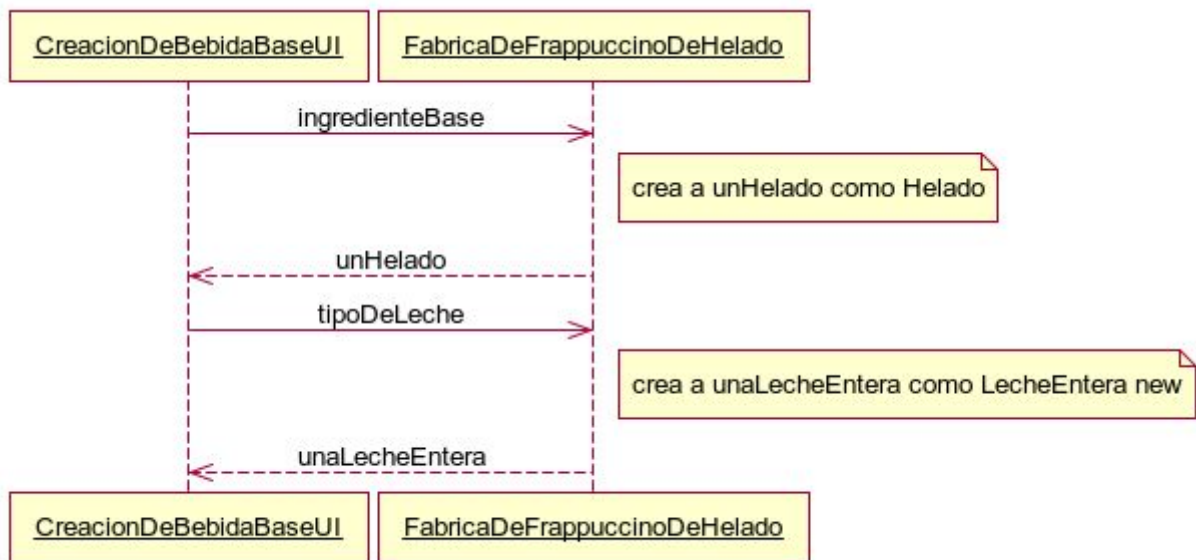 CreacionDeBebidaBaseUI
FabricaDeFrappuccinoDeHelado
ingredienteBase
crea a unHelado como Helado
unHelado
tipoDeLeche
crea a unaLecheEntera como LecheEntera new
unaLecheEntera
CreacionDeBebidaBaseUI
FabricaDeFrappuccinoDeHelado